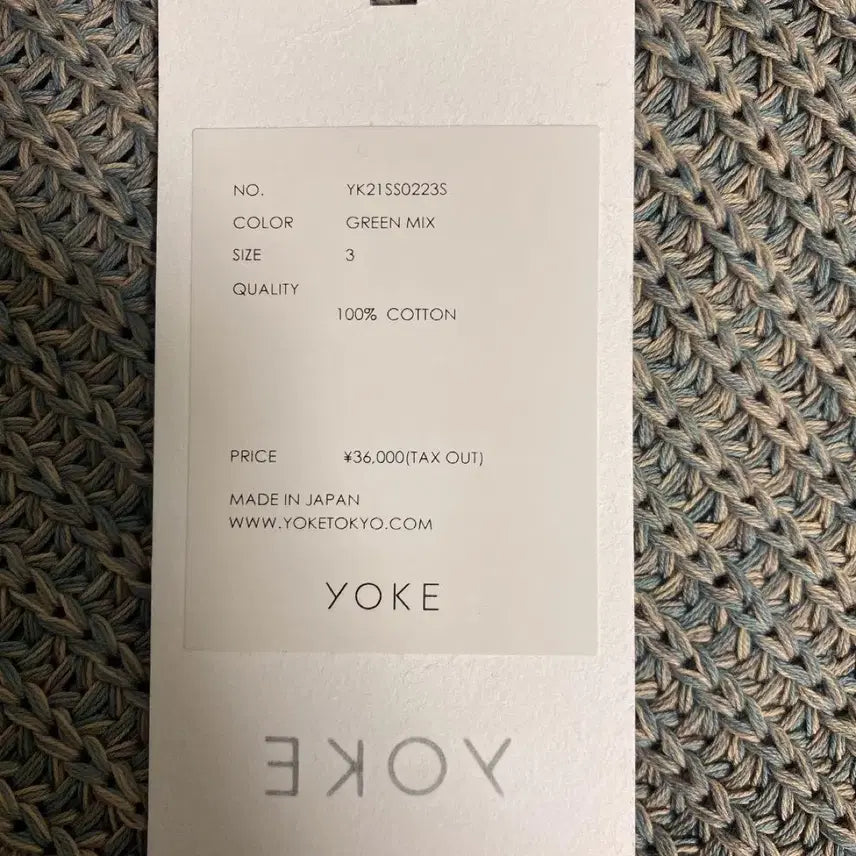 NO. YK21SS0223S
COLOR GREEN MIX
SIZE 3
QUALITY
100% COTTON
PRICE ¥36,000(TAX OUT)
MADE IN JAPAN
WWW.YOKETOKYO.COM
YOKE
YOKE